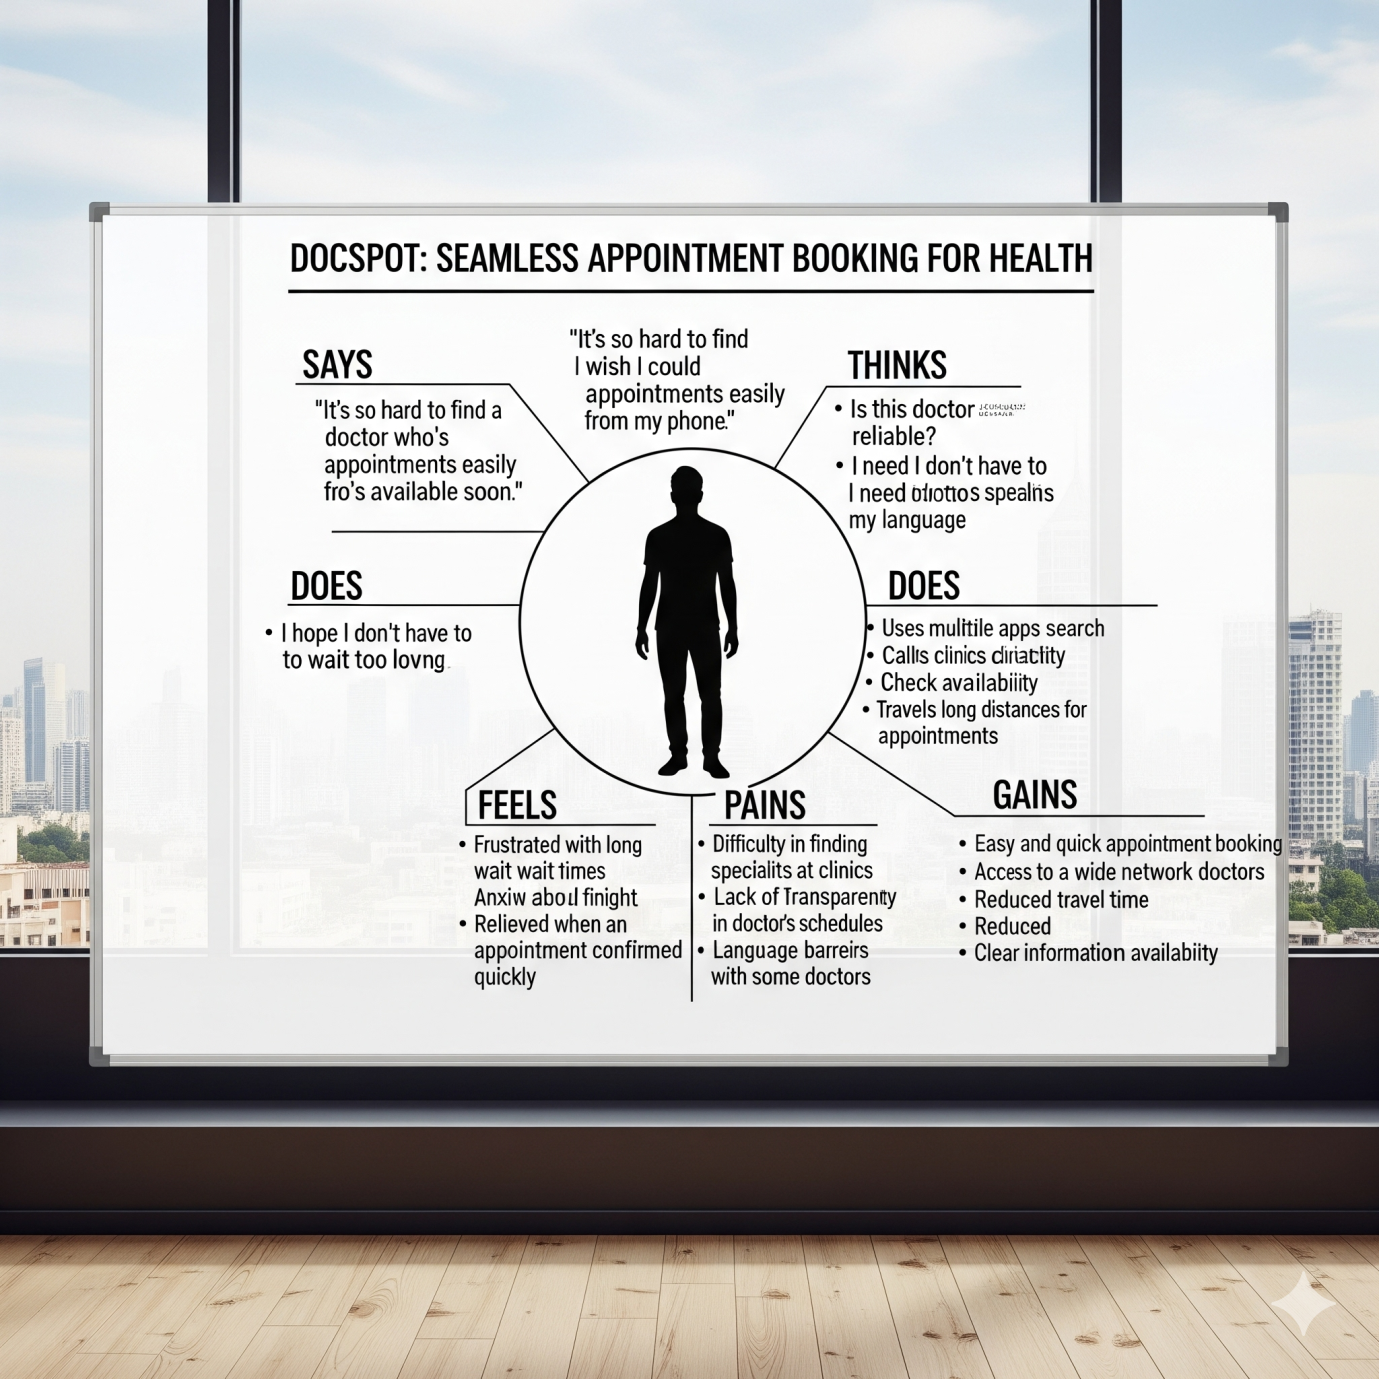 DOCSPOT: SEAMLESS APPOINTMENT BOOKING FOR HEALTH
SAYS
"It's so hard to find a
doctor who's
appointments easily
fro's available soon."
"It's so hard to find
I wish I could
appointments easily
from my phone."
THINKS
• Is this doctor
reliable?
• I need I don't have to
I need
my language
DOES
• I hope I don't have to
to wait too lovng
DOES
• Uses
apps search
• Calls clinics
• Check availability
• Travels long distances for
appointments
FEELS
• Frustrated with long
wait wait times
Anxiw about finight
• Relieved when an
appointment confirmed
quickly
PAINS
• Difficulty in finding
specialits at clinics
• Lack of Transparenty
in doctor's schedules
• Language barreirs
with some doctors
GAINS
• Easy and quick appointment booking
• Access to a wide network doctors
• Reduced travel time
• Reduced
• Clear information availabiity